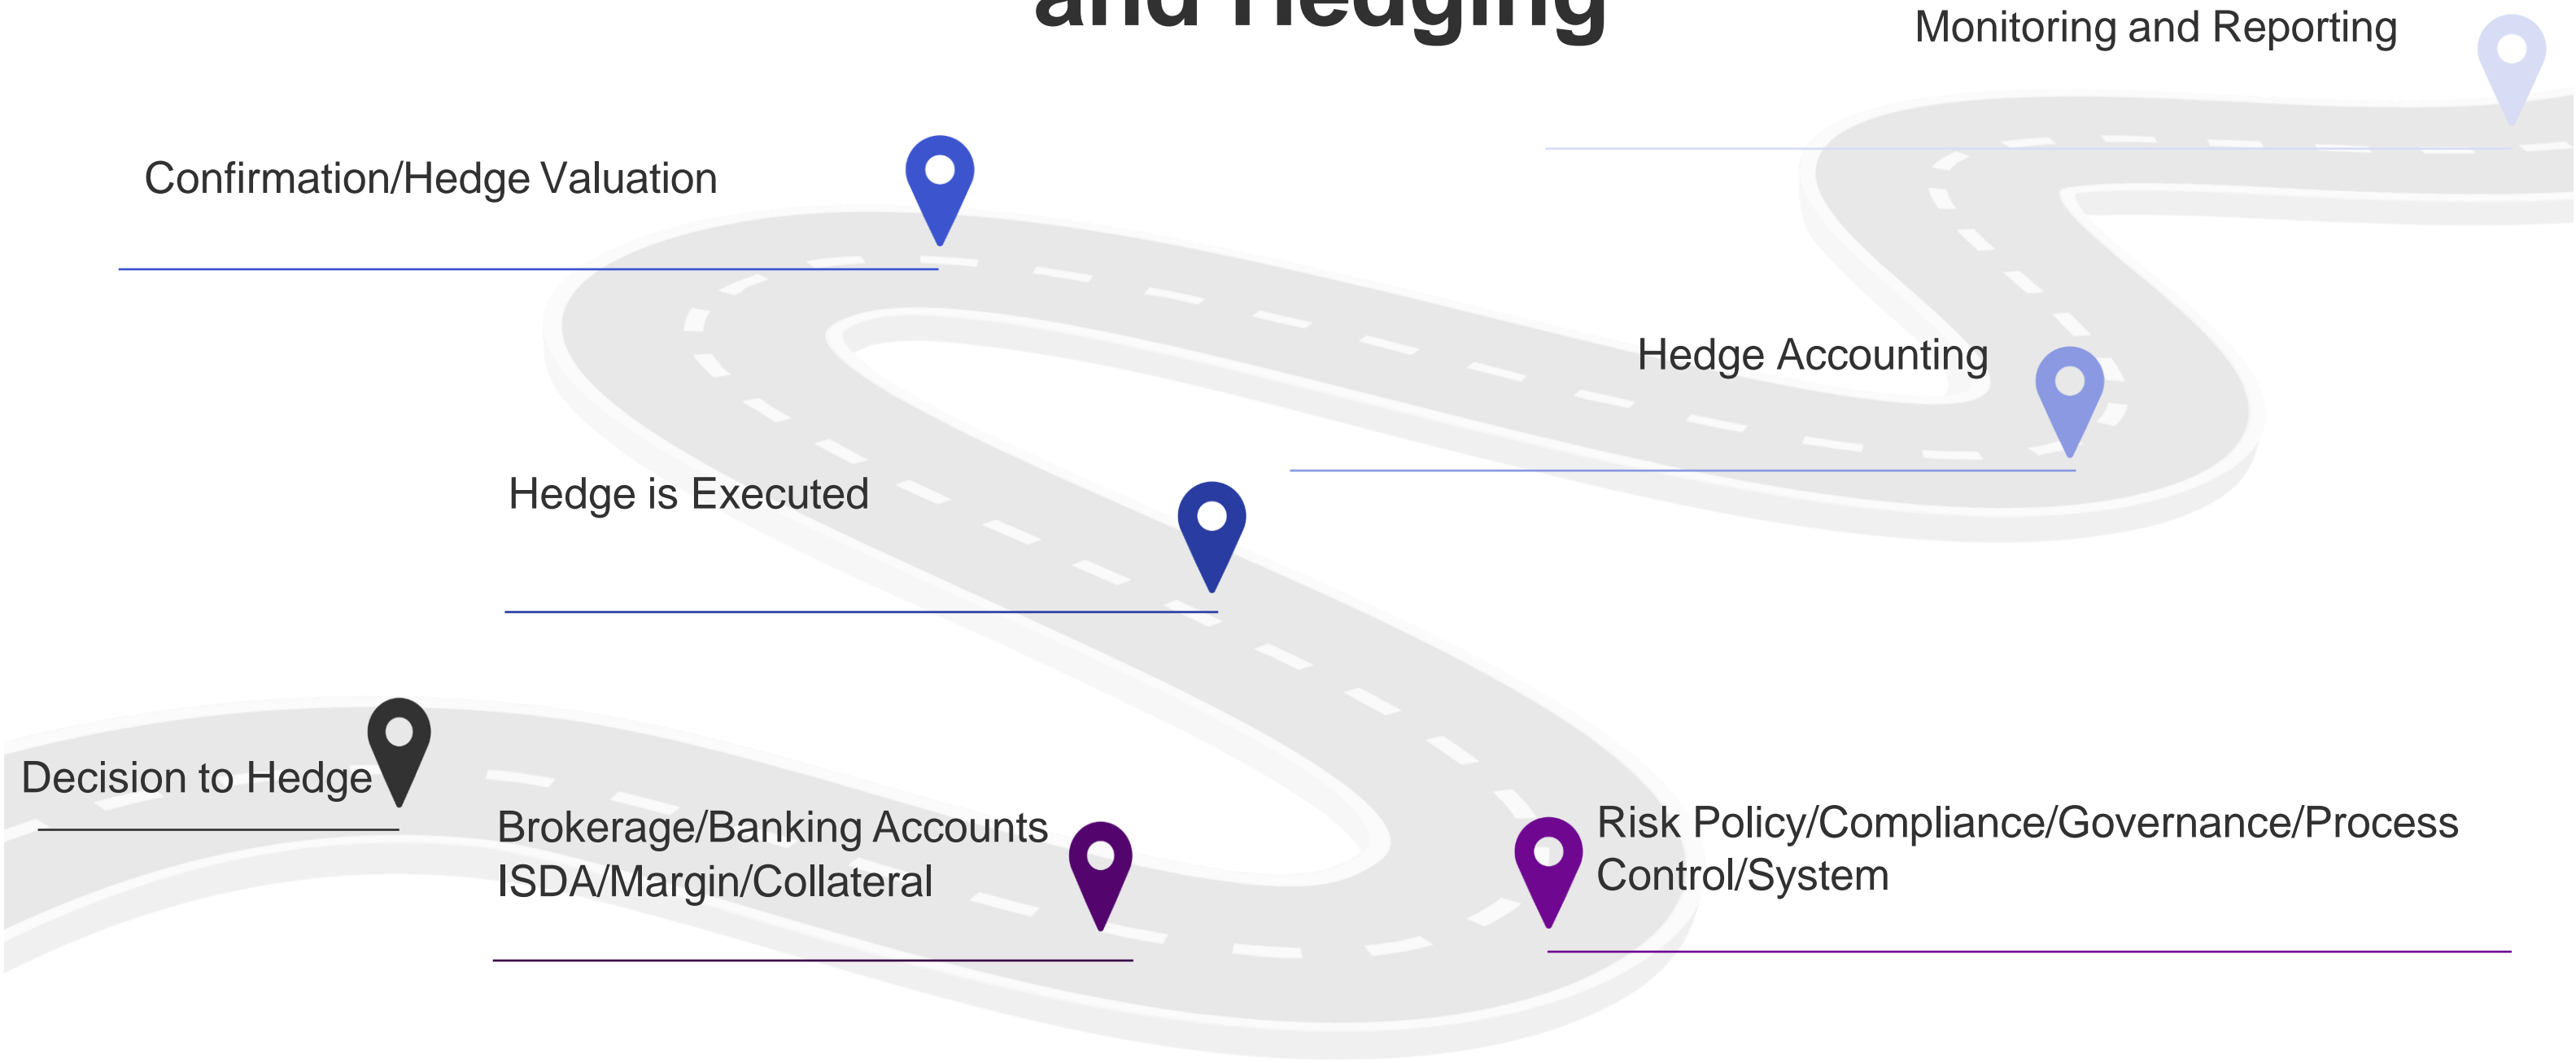 and Hedging
Monitoring and Reporting
Confirmation/Hedge Valuation
Hedge Accounting
Hedge is Executed
Decision to Hedge
Brokerage/Banking Accounts
ISDA/Margin/Collateral
Risk Policy/Compliance/Governance/Process
Control/System